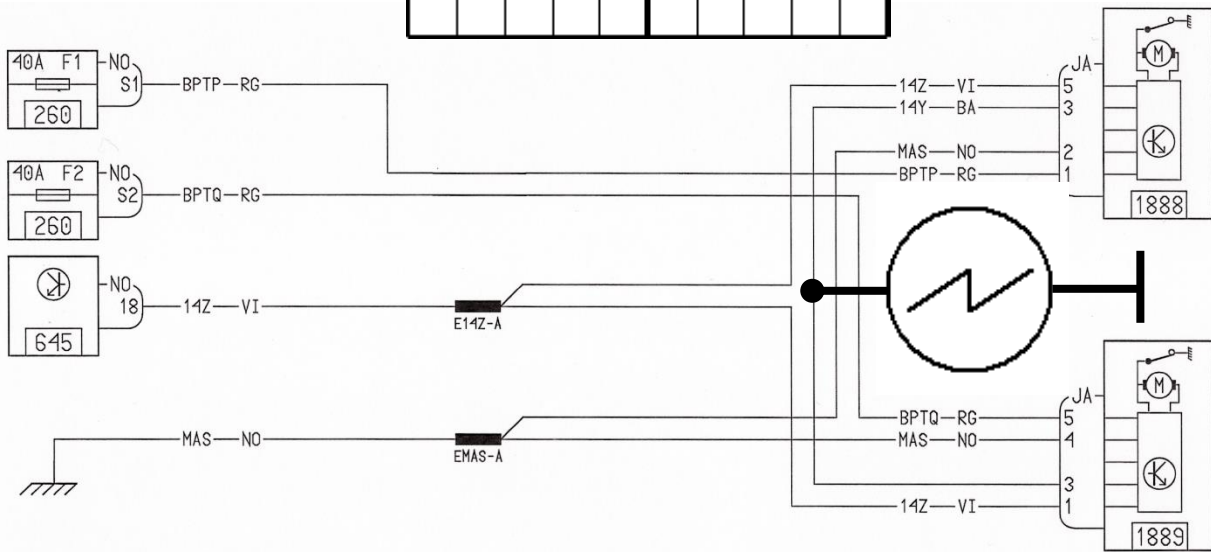 40A F1 NO
S1 BPTP RG
260
40A F2 NO
S2 BPTQ RG
260
NO
18 14Z VI
645
E14Z-A
MAS NO
EMAS-A
JA
14Z VI 5
14Y BA 3
MAS NO 2
BPTP RG 1
M
1888
JA
BPTQ RG 5
MAS NO 4
3
14Z VI 1
M
1889